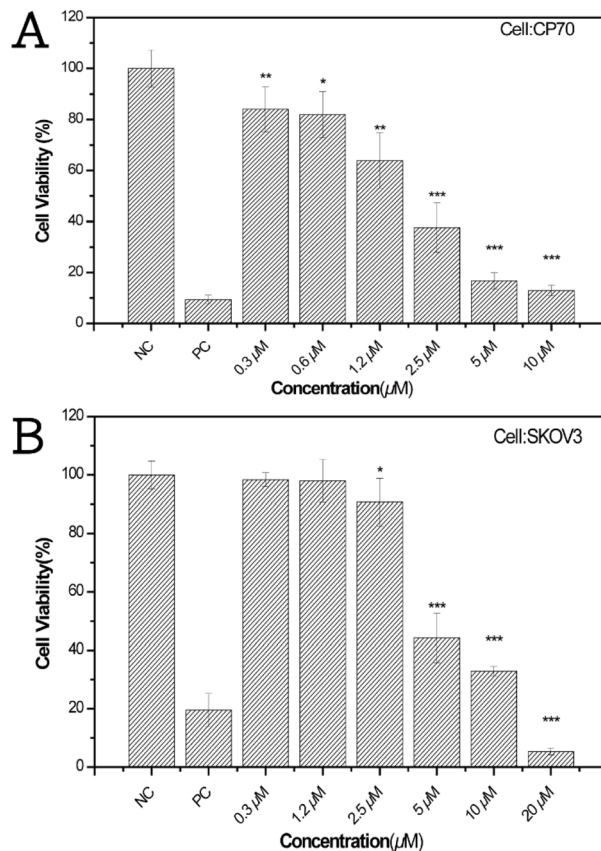 A
Cell:CP70
120
100
80
60
40
20
0
Cell Viability (%)
**
*
**
***
***
***
NC
PC
0.3 µM
0.6 µM
1.2 µM
2.5 µM
5 µM
10 µM
Concentration(µM)
B
Cell:SKOV3
120
100
80
60
40
20
0
Cell Viability(%)
*
***
***
***
NC
PC
0.3 µM
1.2 µM
2.5 µM
5 µM
10 µM
20 µM
Concentration(µM)